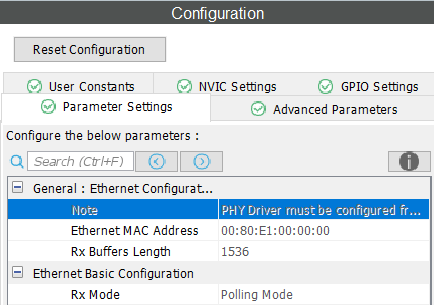 Configuration
Reset Configuration
User Constants NVIC Settings GPIO Settings
Parameter Settings Advanced Parameters
Configure the below parameters :
Search (Ctrl+F)
General : Ethernet Configurat...
Note PHY Driver must be configured fr...
Ethernet MAC Address 00:80:E1:00:00:00
Rx Buffers Length 1536
Ethernet Basic Configuration
Rx Mode Polling Mode